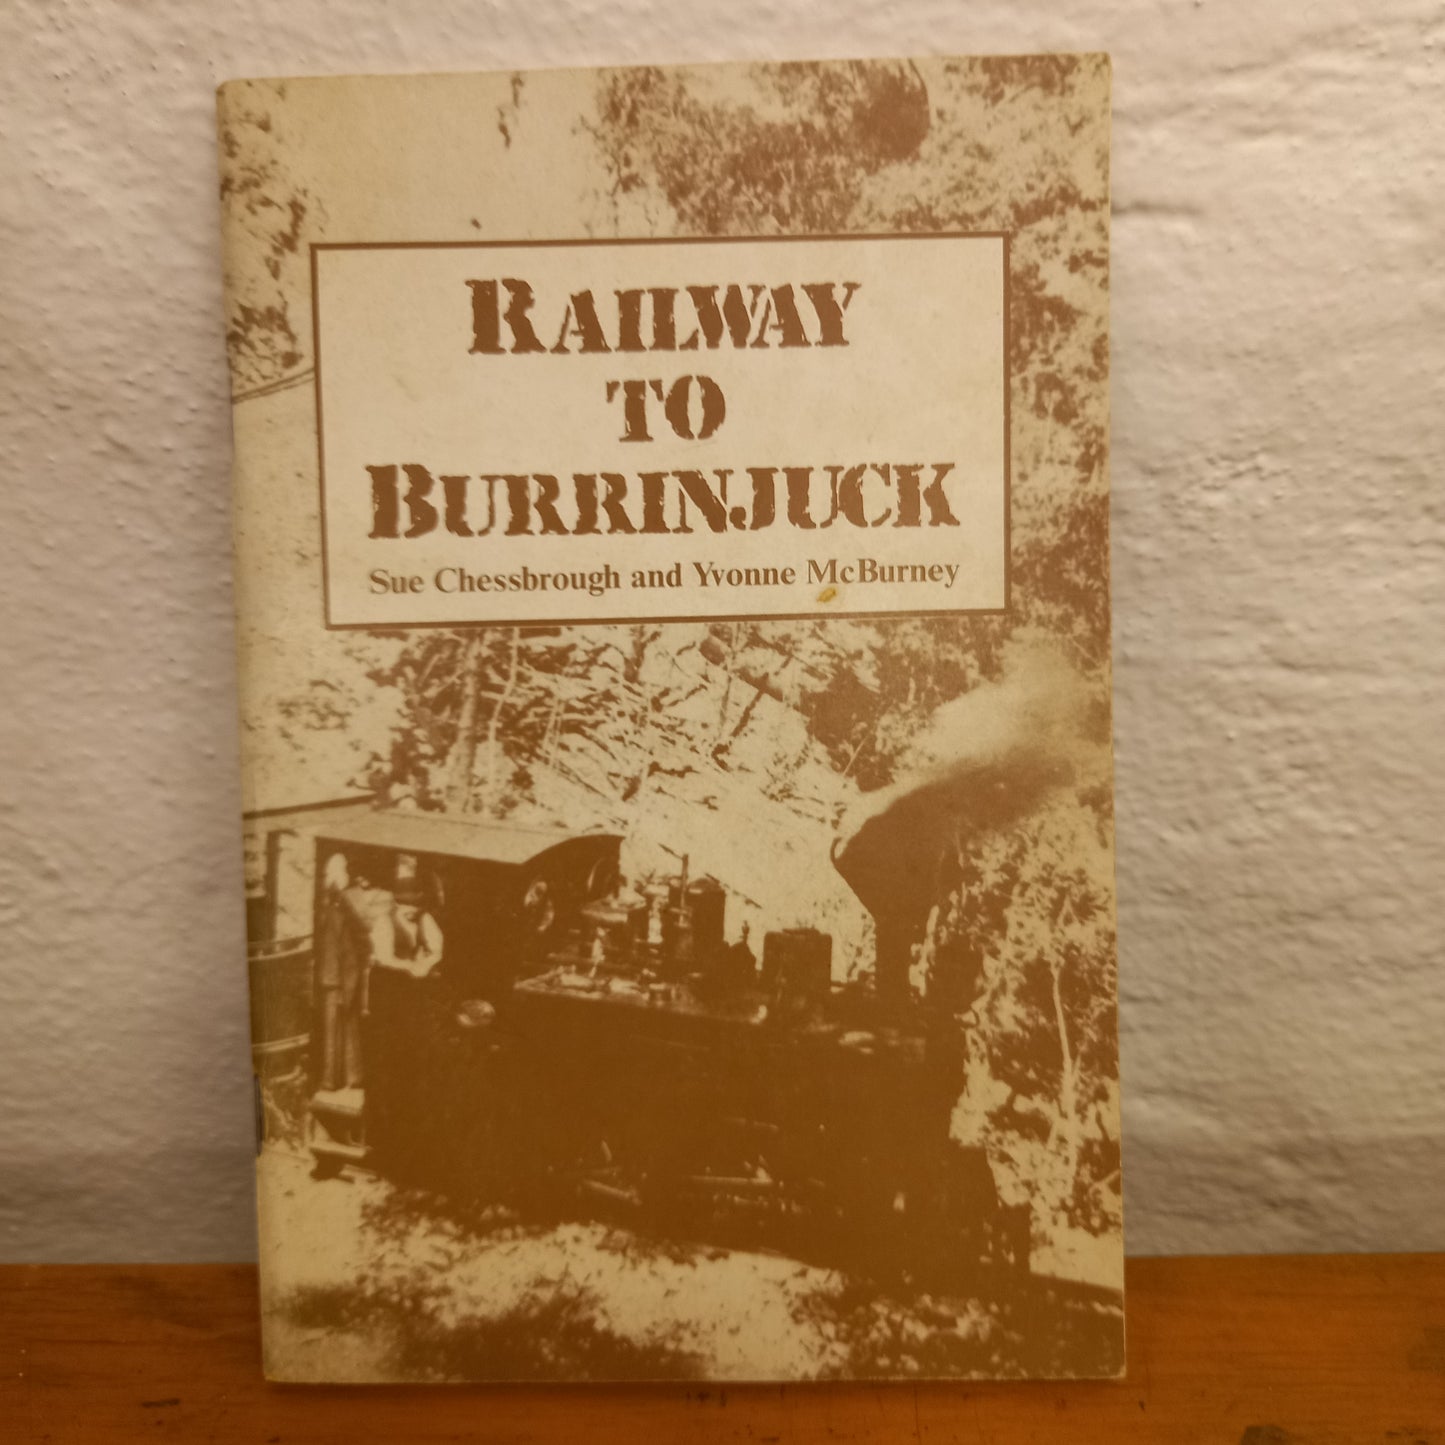 RAILWAY
TO
BURRINJUCK
Sue Chessbrough and Yvonne McBurney